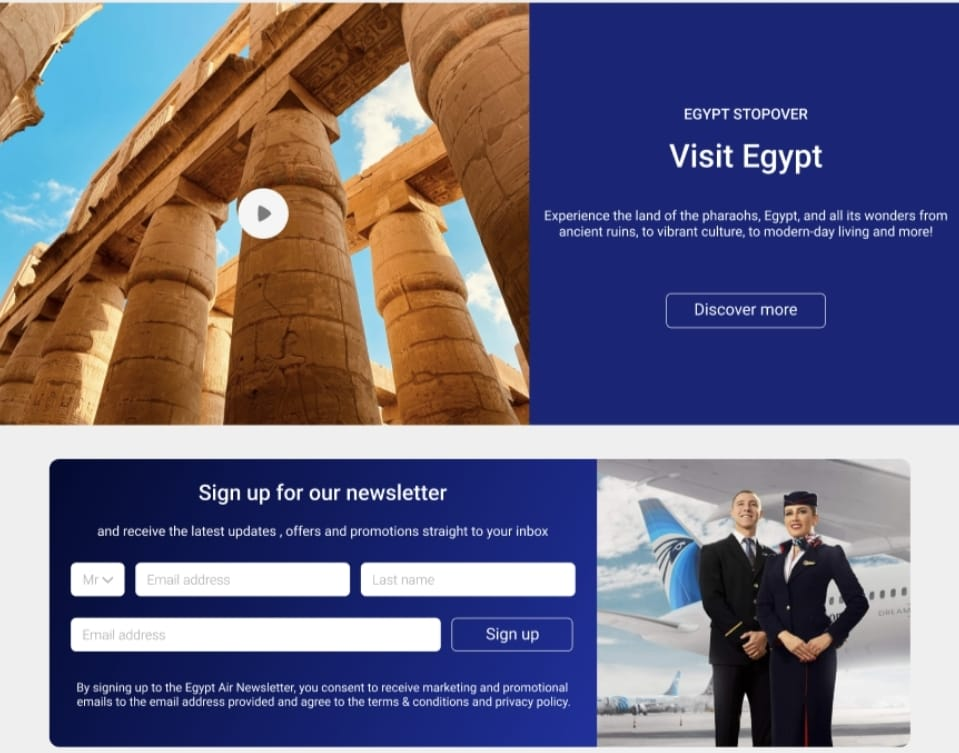 EGYPT STOPOVER
Visit Egypt
Experience the land of the pharaohs, Egypt, and all its wonders from
ancient ruins, to vibrant culture, to modern-day living and more!
Discover more
Sign up for our newsletter
and receive the latest updates , offers and promotions straight to your inbox
Mr
Email address
Last name
Email address
Sign up
By signing up to the Egypt Air Newsletter, you consent to receive marketing and promotional
emails to the email address provided and agree to the terms & conditions and privacy policy.
DREAM